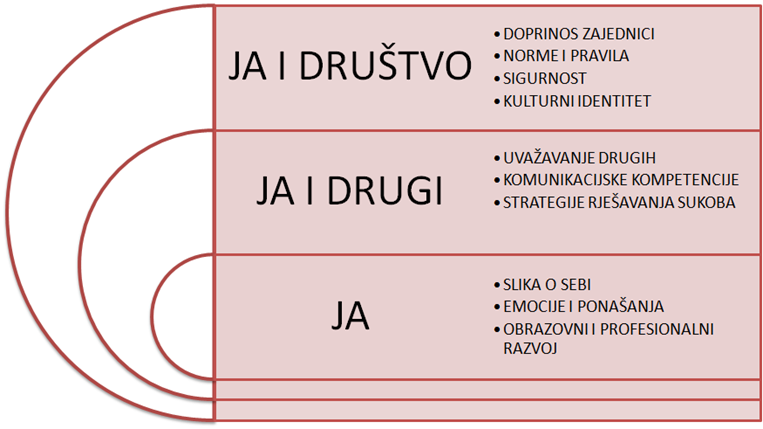 JA I DRUŠTVO
• DOPRINOS ZAJEDNICI
• NORME I PRAVILA
• SIGURNOST
• KULTURNI IDENTITET
JA I DRUGI
• UVAŽAVANJE DRUGIH
• KOMUNIKACIJSKE KOMPETENCIJE
• STRATEGIJE RJEŠAVANJA SUKOBA
JA
• SLIKA O SEBI
• EMOCIJE I PONAŠANJA
• OBRAZOVNI I PROFESIONALNI
RAZVOJ